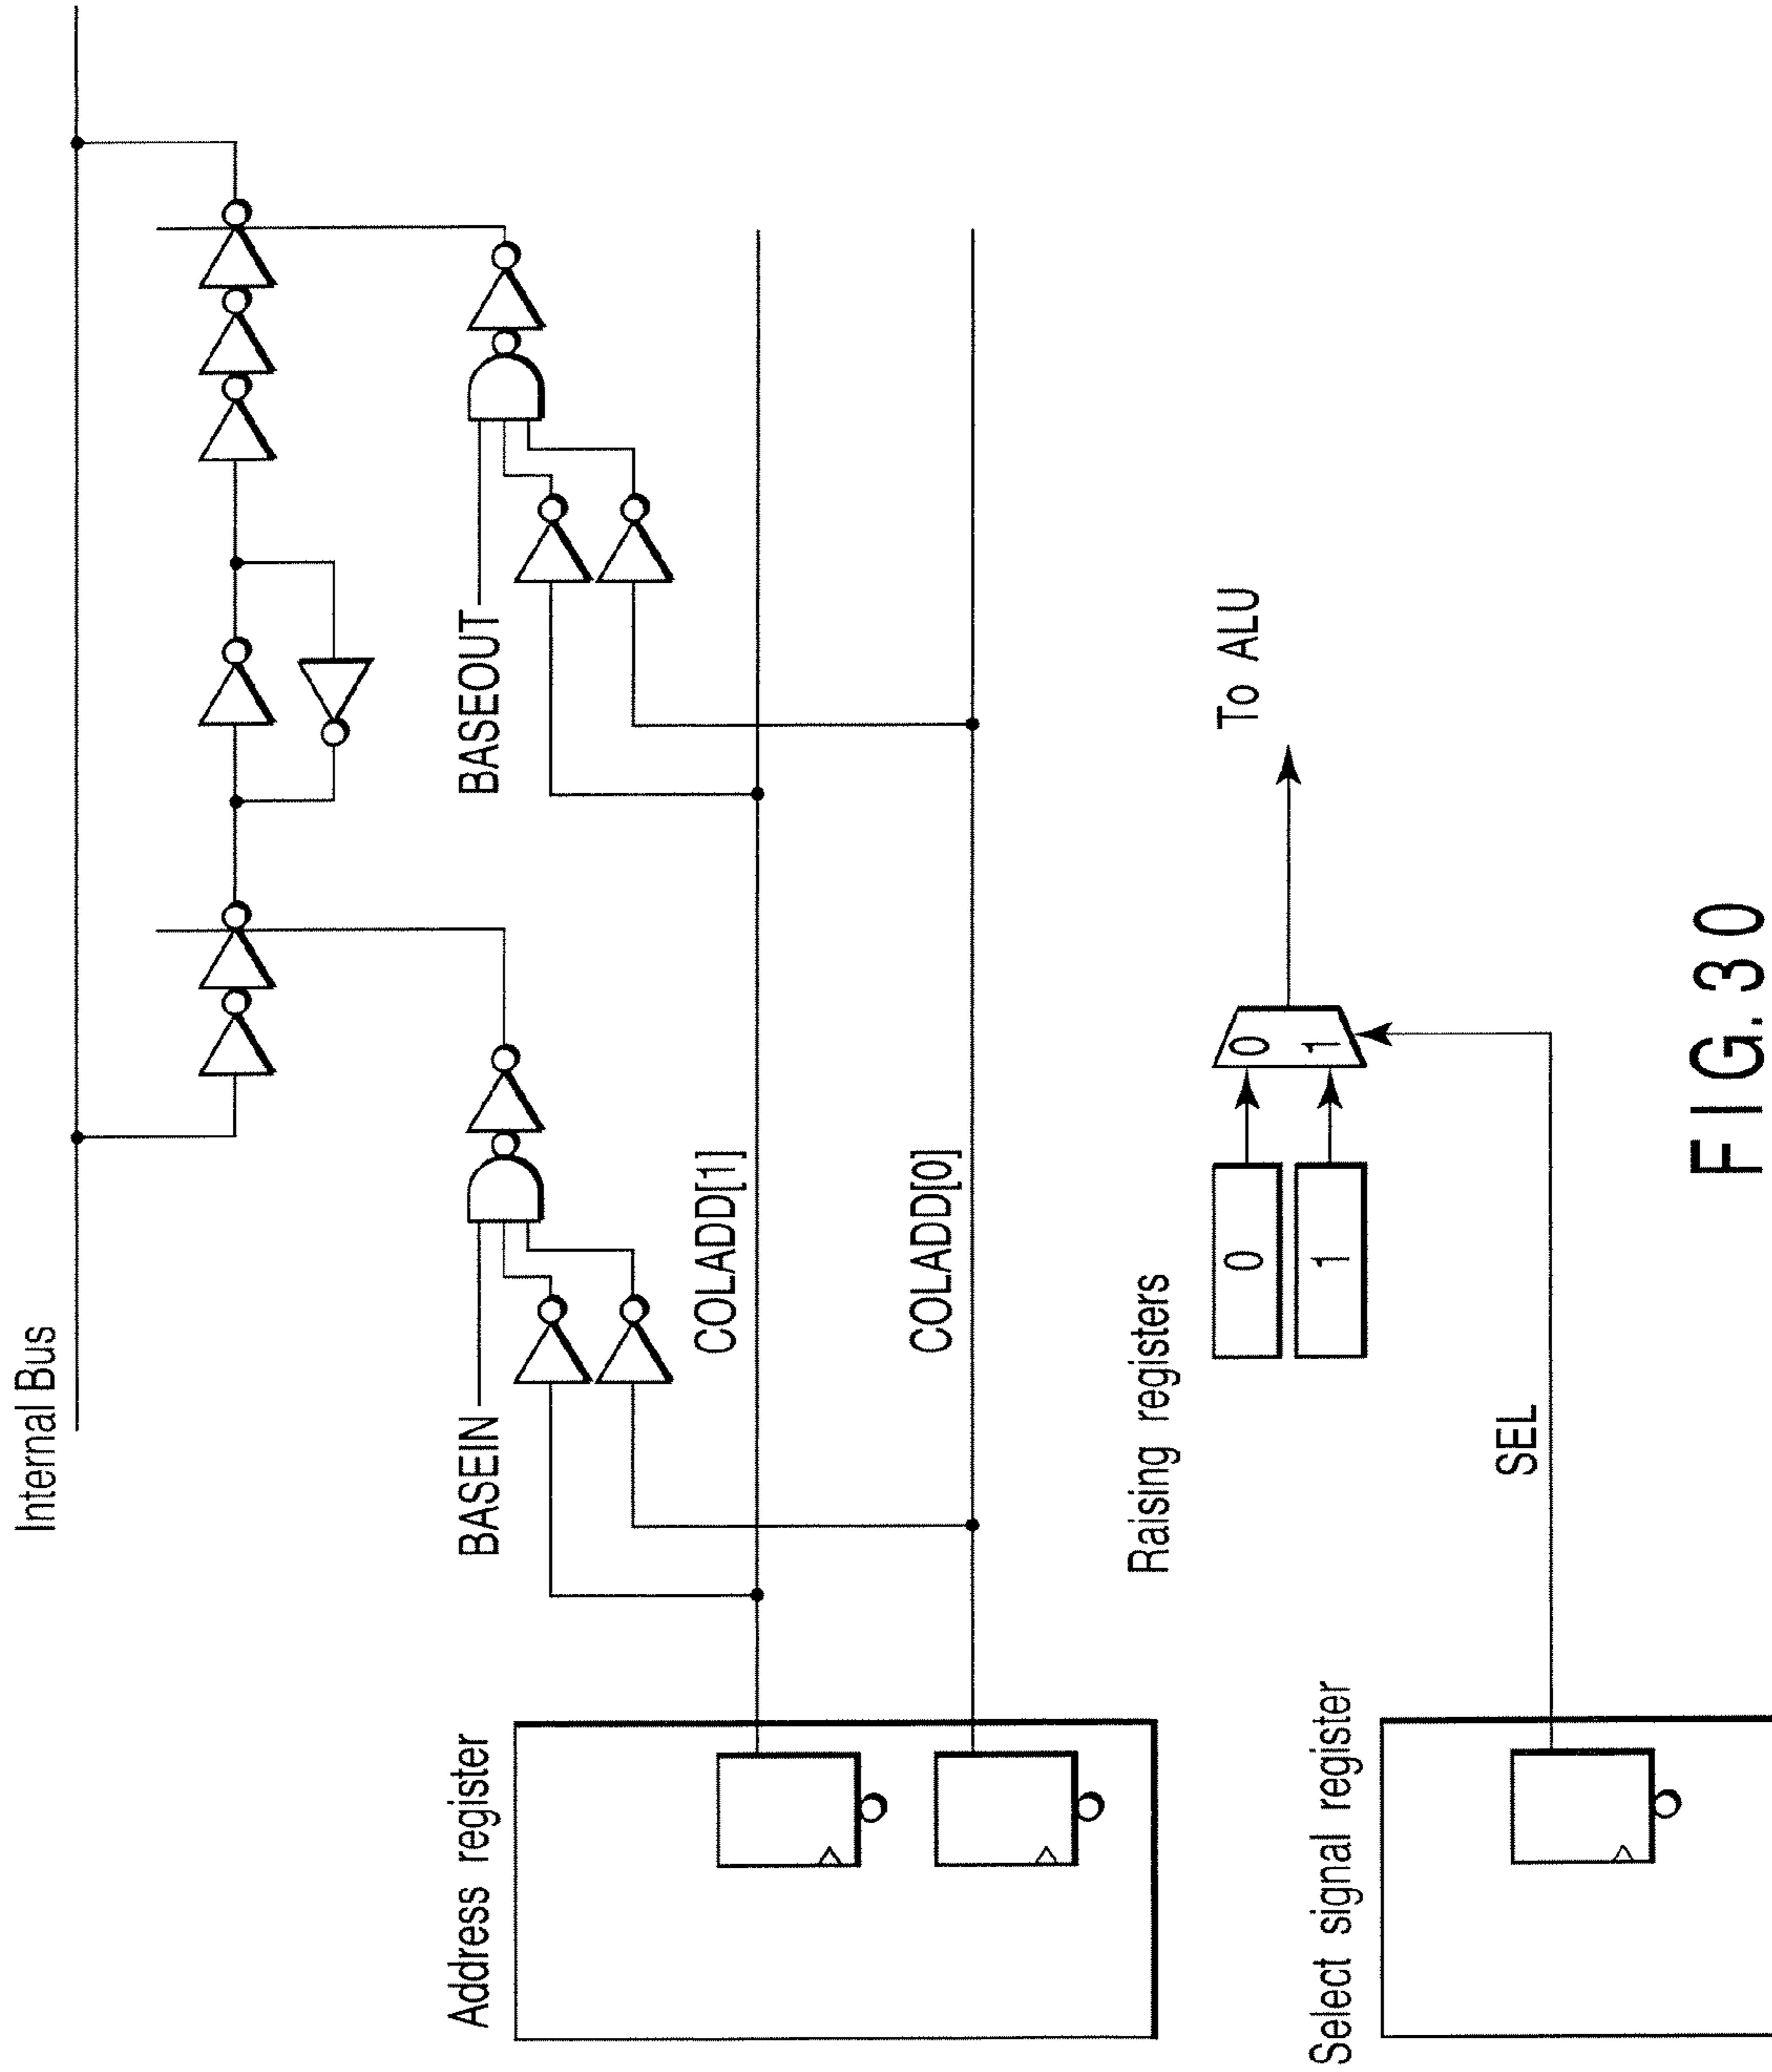 Internal Bus
BASEIN
BASEOUT
COLADD[1]
COLADD[0]
Address register
Raising registers
0
1
0
1
To ALU
SEL
Select signal register
FIG. 30